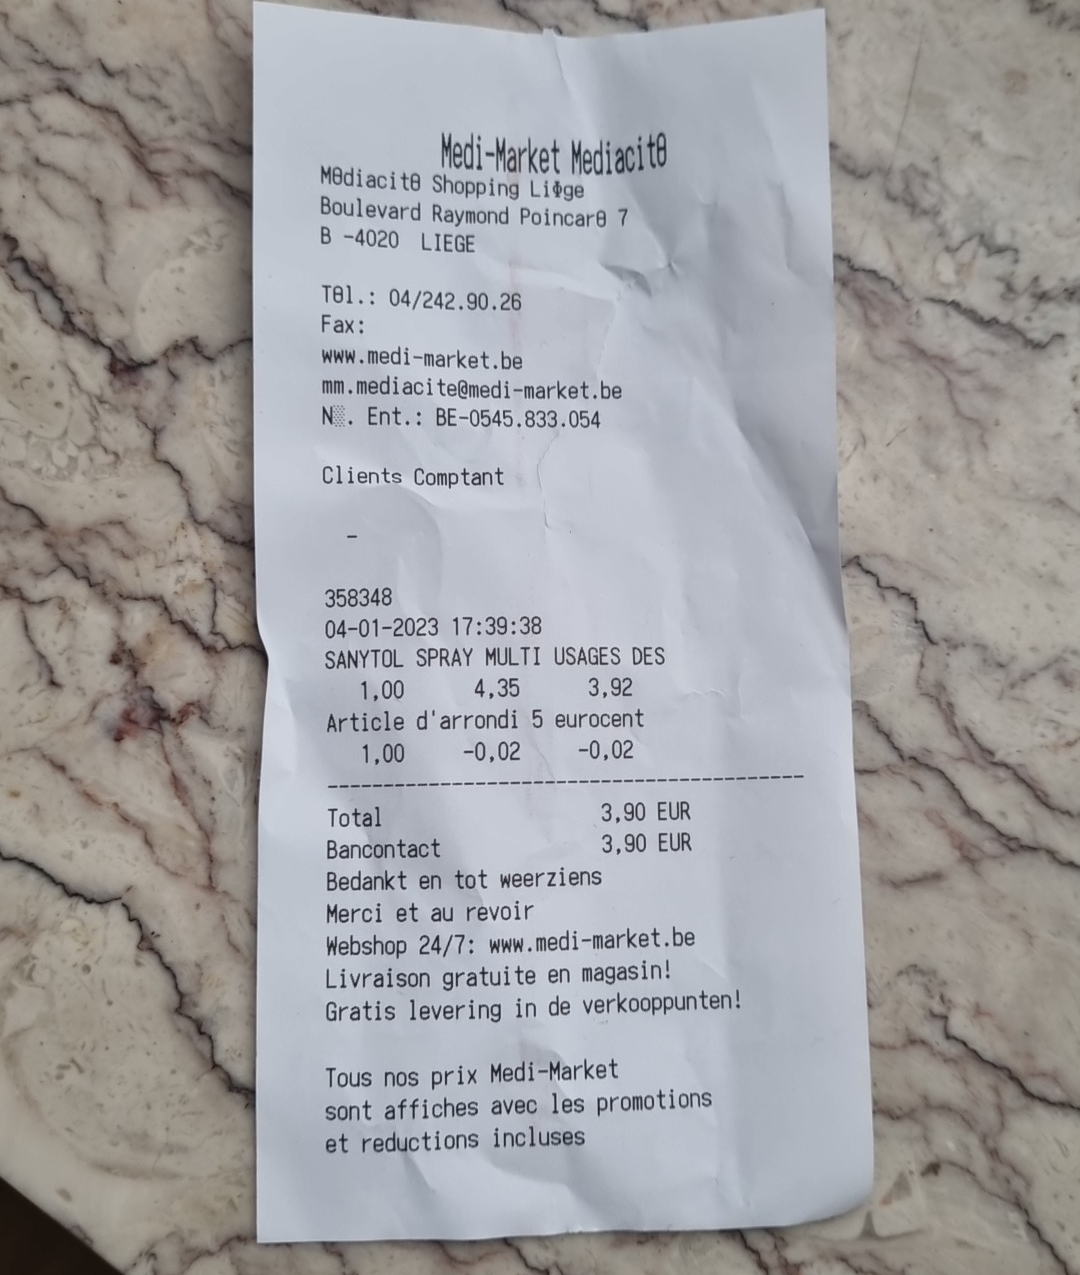 Medi-Market Mediacitθ
Mθdiacitθ Shopping LiΦge
Boulevard Raymond Poincarθ 7
B -4020 LIEGE
Tθl.: 04/242.90.26
Fax:
www.medi-market.be
mm.mediacite@medi-market.be
N░. Ent.: BE-0545.833.054
Clients Comptant
-
358348
04-01-2023 17:39:38
SANYTOL SPRAY MULTI USAGES DES
1,00 4,35 3,92
Article d'arrondi 5 eurocent
1,00 -0,02 -0,02
------------------------------------------
Total 3,90 EUR
Bancontact 3,90 EUR
Bedankt en tot weerziens
Merci et au revoir
Webshop 24/7: www.medi-market.be
Livraison gratuite en magasin!
Gratis levering in de verkooppunten!
Tous nos prix Medi-Market
sont affiches avec les promotions
et reductions incluses